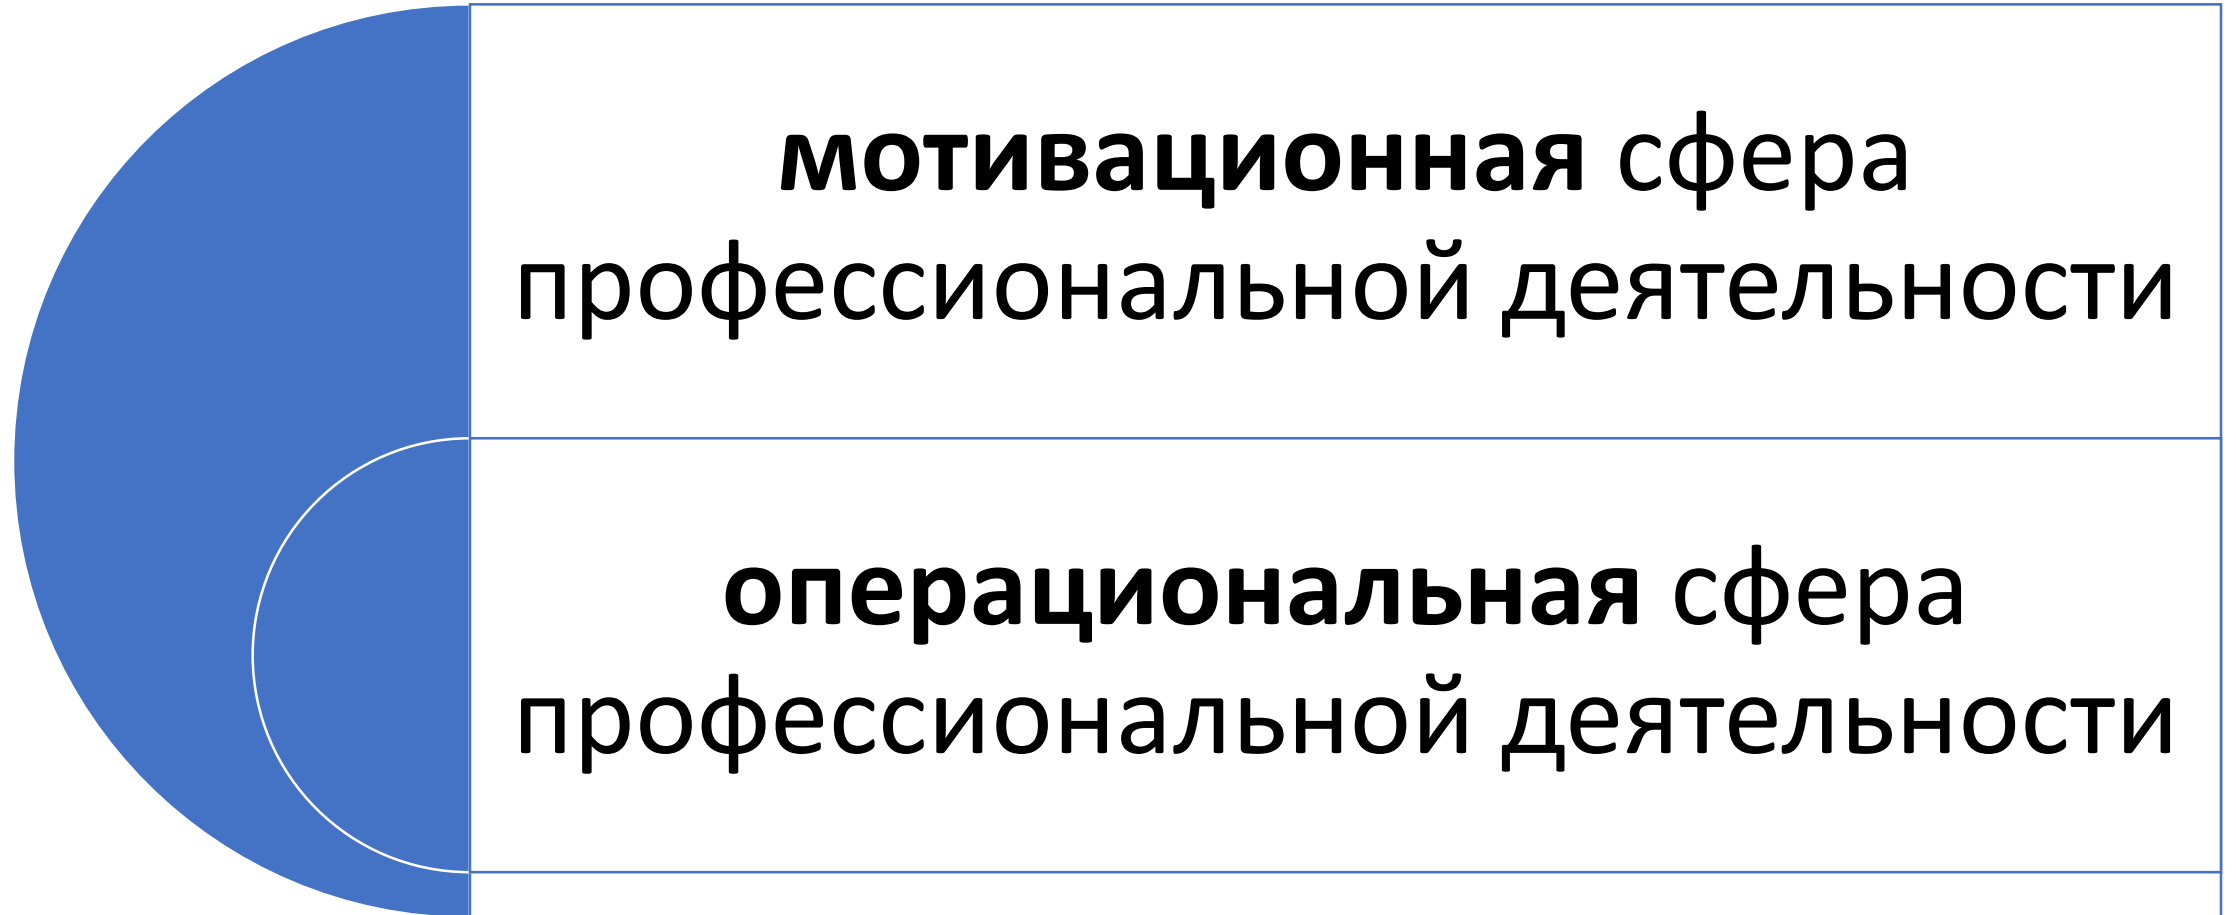 мотивационная сфера
профессиональной деятельности
операциональная сфера
профессиональной деятельности